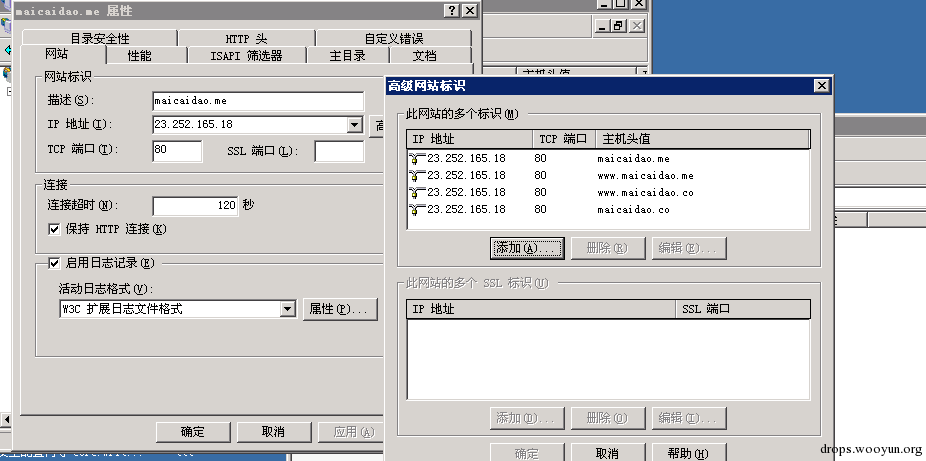 maicaidao.me 属性
目录安全性 HTTP 头 自定义错误
网站 性能 ISAPI 筛选器 主目录 文档
网站标识
描述(S): maicaidao.me
IP 地址(I): 23.252.165.18 高
TCP 端口(T): 80 SSL 端口(L):
连接
连接超时(N): 120 秒
保持 HTTP 连接(K)
启用日志记录(E)
活动日志格式(V):
W3C 扩展日志文件格式 属性(P)...
确定 取消 应用(A)
主机头值
高级网站标识
此网站的多个标识(M)
IP 地址 TCP 端口 主机头值
23.252.165.18 80 maicaidao.me
23.252.165.18 80 www.maicaidao.me
23.252.165.18 80 www.maicaidao.co
23.252.165.18 80 maicaidao.co
添加(A)... 删除(R) 编辑(E)...
此网站的多个 SSL 标识(U)
IP 地址 SSL 端口
添加(D)... 删除(O) 编辑(I)...
确定 取消 帮助(H)
drops.wooyun.org